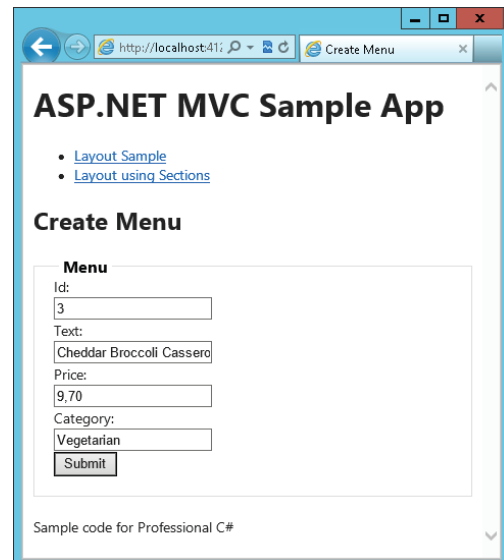 http://localhost:412
Create Menu
ASP.NET MVC Sample App
Layout Sample
Layout using Sections
Create Menu
Menu
Id:
3
Text:
Cheddar Broccoli Cassero
Price:
9,70
Category:
Vegetarian
Submit
Sample code for Professional C#